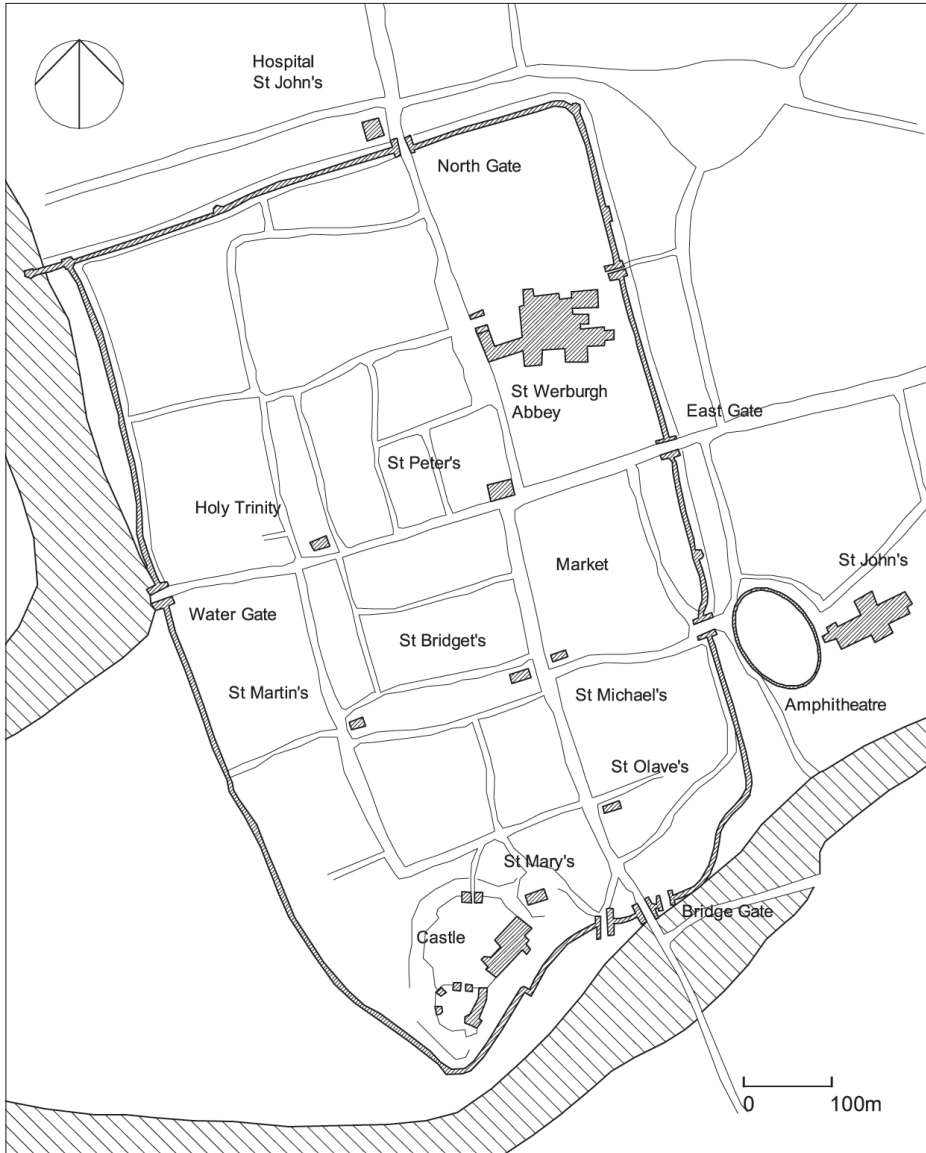 Hospital
St John's
North Gate
St Werburgh
Abbey
East Gate
St Peter's
Holy Trinity
Market
St John's
Water Gate
St Bridget's
St Martin's
St Michael's
Amphitheatre
St Olave's
St Mary's
Bridge Gate
Castle
0 100m